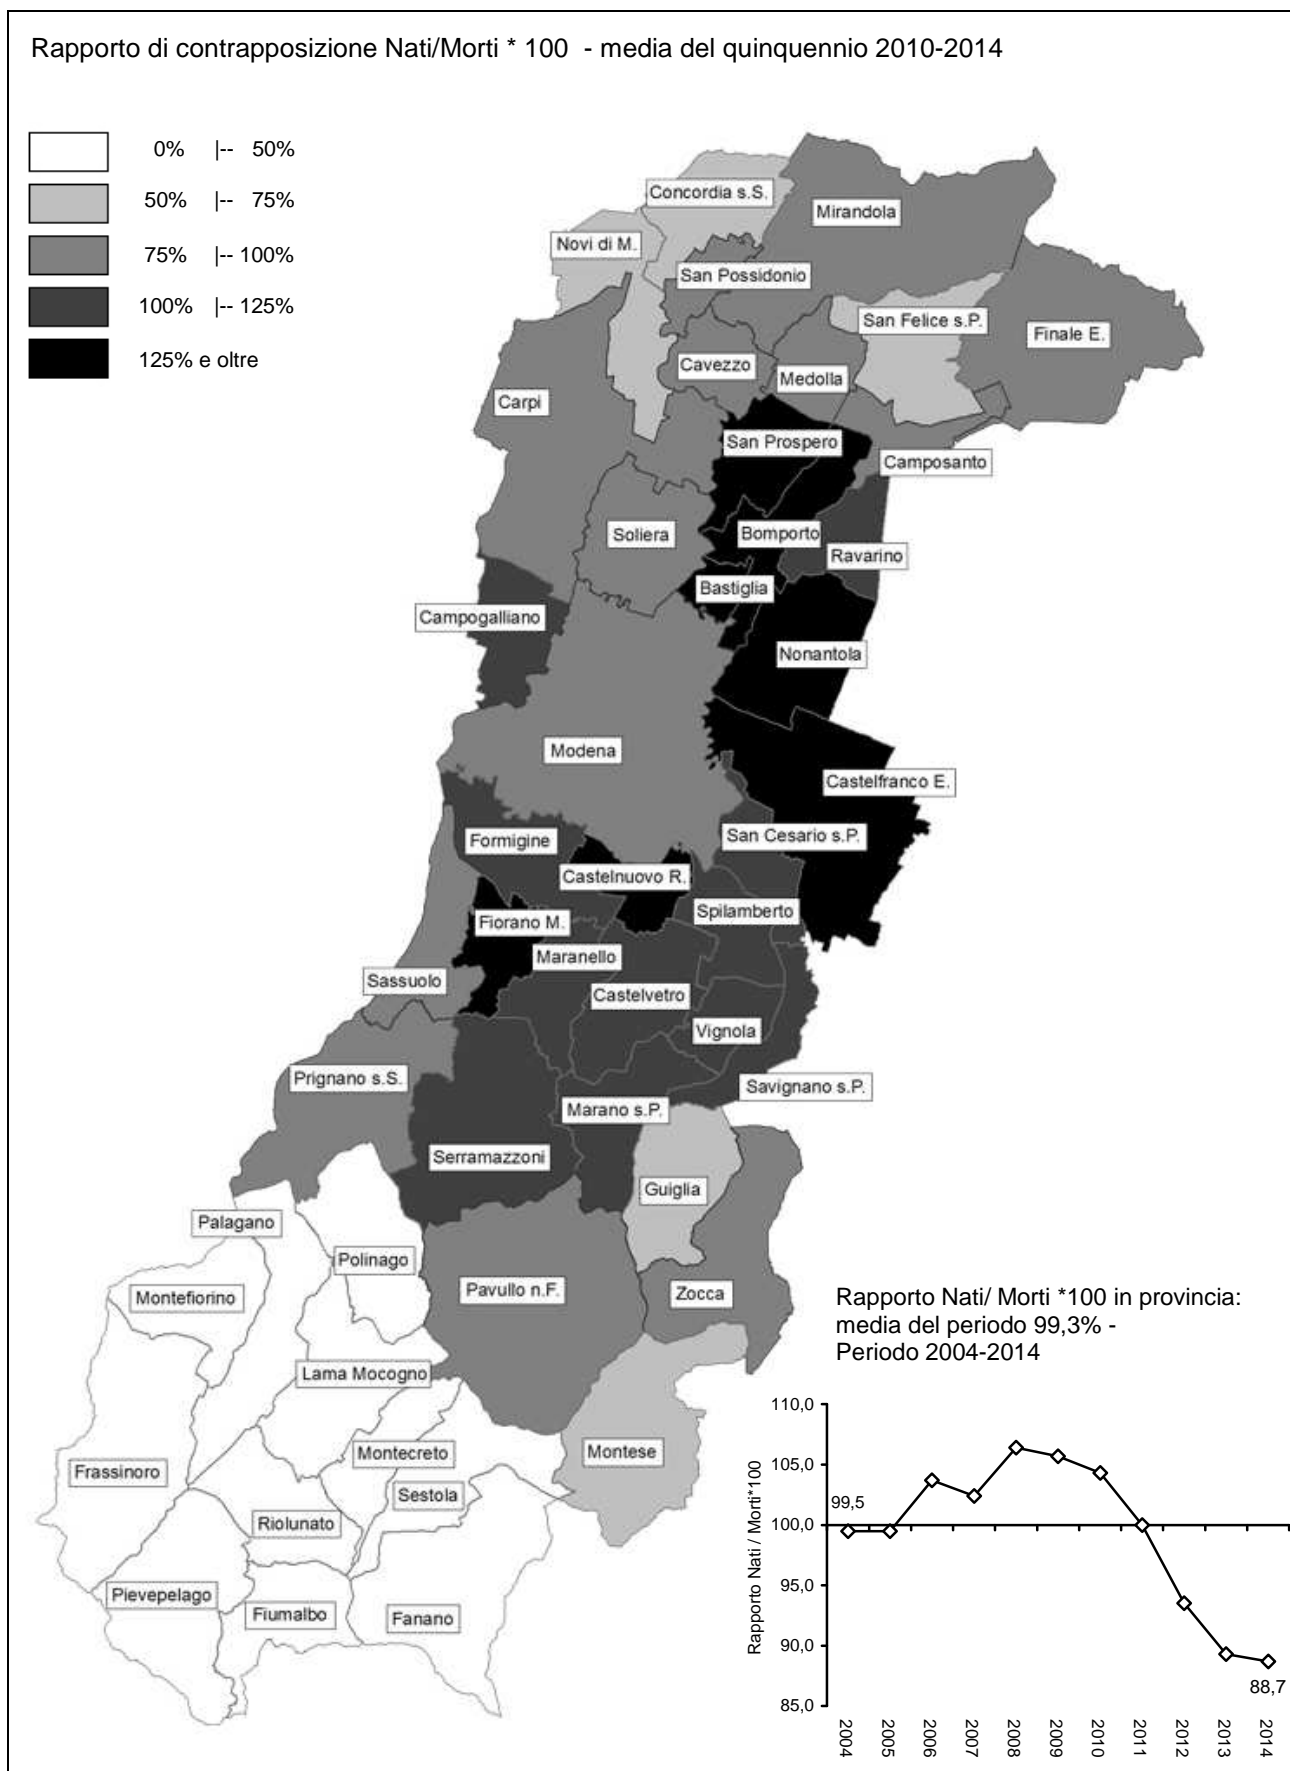 Rapporto di contrapposizione Nati/Morti * 100 - media del quinquennio 2010-2014
0% |-- 50%
50% |-- 75%
75% |-- 100%
100% |-- 125%
125% e oltre
Concordia s.S.
Mirandola
Novi di M.
San Possidonio
San Felice s.P.
Finale E.
Cavezzo
Medolla
Carpi
San Prospero
Camposanto
Soliera
Bomporto
Ravarino
Bastiglia
Campogalliano
Nonantola
Modena
Castelfranco E.
San Cesario s.P.
Formigine
Castelnuovo R.
Spilamberto
Fiorano M.
Maranello
Sassuolo
Castelvetro
Vignola
Prignano s.S.
Savignano s.P.
Marano s.P.
Serramazzoni
Guiglia
Palagano
Polinago
Pavullo n.F.
Zocca
Montefiorino
Lama Mocogno
Montecreto
Montese
Frassinoro
Sestola
Riolunato
Pievepelago
Fiumalbo
Fanano
Rapporto Nati/ Morti *100 in provincia:
media del periodo 99,3% -
Periodo 2004-2014
110,0
105,0
100,0
95,0
90,0
85,0
Rapporto Nati / Morti*100
99,5
88,7
2004
2005
2006
2007
2008
2009
2010
2011
2012
2013
2014